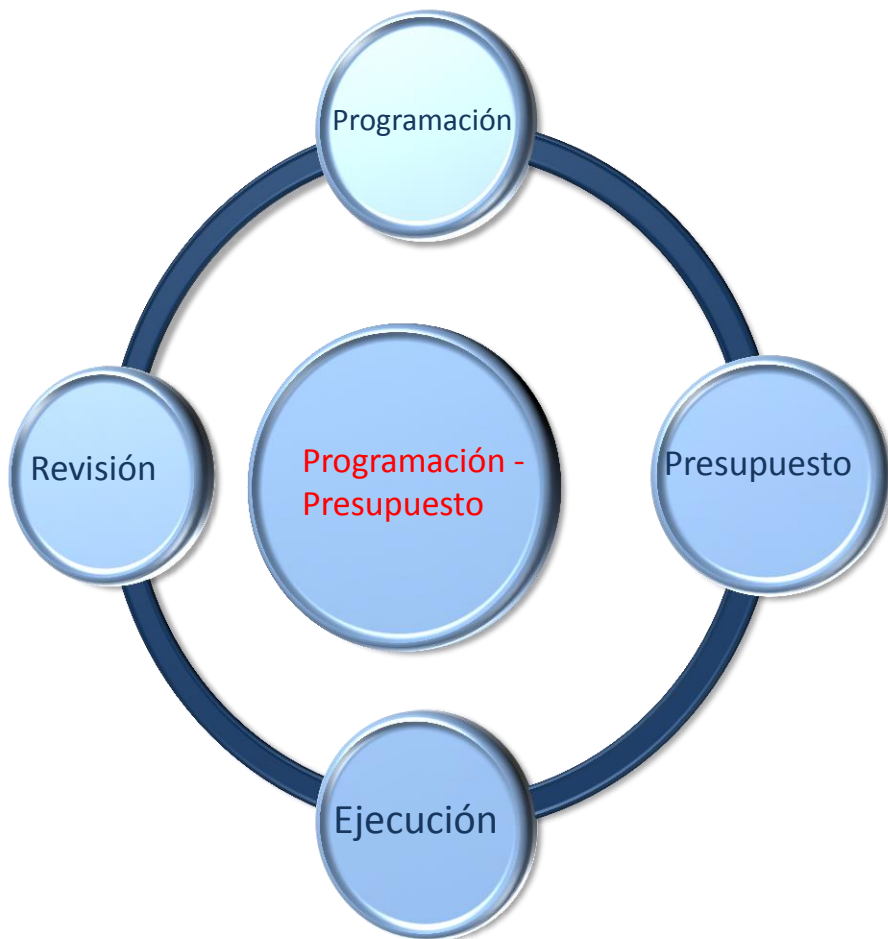 Programación
Revisión
Programación -
Presupuesto
Presupuesto
Ejecución